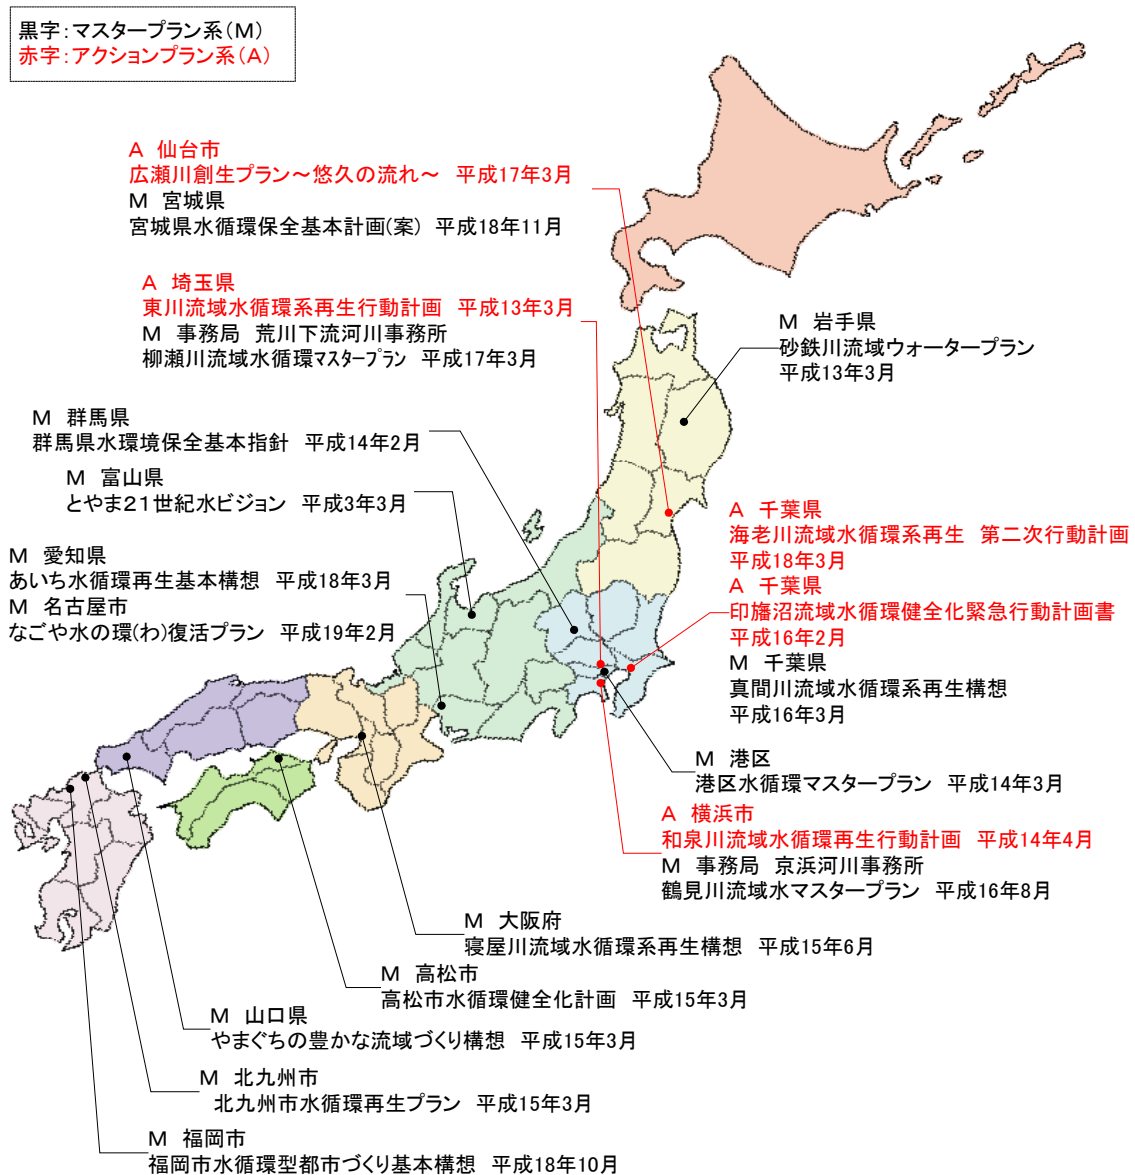 黒字：マスタープラン系（M）
赤字：アクションプラン系（A）
A 仙台市
広瀬川創生プラン～悠久の流れ～ 平成17年3月
M 宮城県
宮城県水循環保全基本計画(案) 平成18年11月
A 埼玉県
東川流域水循環系再生行動計画 平成13年3月
M 事務局 荒川下流河川事務所
柳瀬川流域水循環マスタープラン 平成17年3月
M 岩手県
砂鉄川流域ウォータープラン
平成13年3月
M 群馬県
群馬県水環境保全基本指針 平成14年2月
M 富山県
とやま２１世紀水ビジョン 平成3年3月
M 愛知県
あいち水循環再生基本構想 平成18年3月
M 名古屋市
なごや水の環(わ)復活プラン 平成19年2月
A 千葉県
海老川流域水循環系再生 第二次行動計画
平成18年3月
A 千葉県
印旛沼流域水循環健全化緊急行動計画書
平成16年2月
M 千葉県
真間川流域水循環系再生構想
平成16年3月
M 港区
港区水循環マスタープラン 平成14年3月
A 横浜市
和泉川流域水循環再生行動計画 平成14年4月
M 事務局 京浜河川事務所
鶴見川流域水マスタープラン 平成16年8月
M 大阪府
寝屋川流域水循環系再生構想 平成15年6月
M 高松市
高松市水循環健全化計画 平成15年3月
M 山口県
やまぐちの豊かな流域づくり構想 平成15年3月
M 北九州市
北九州市水循環再生プラン 平成15年3月
M 福岡市
福岡市水循環型都市づくり基本構想 平成18年10月